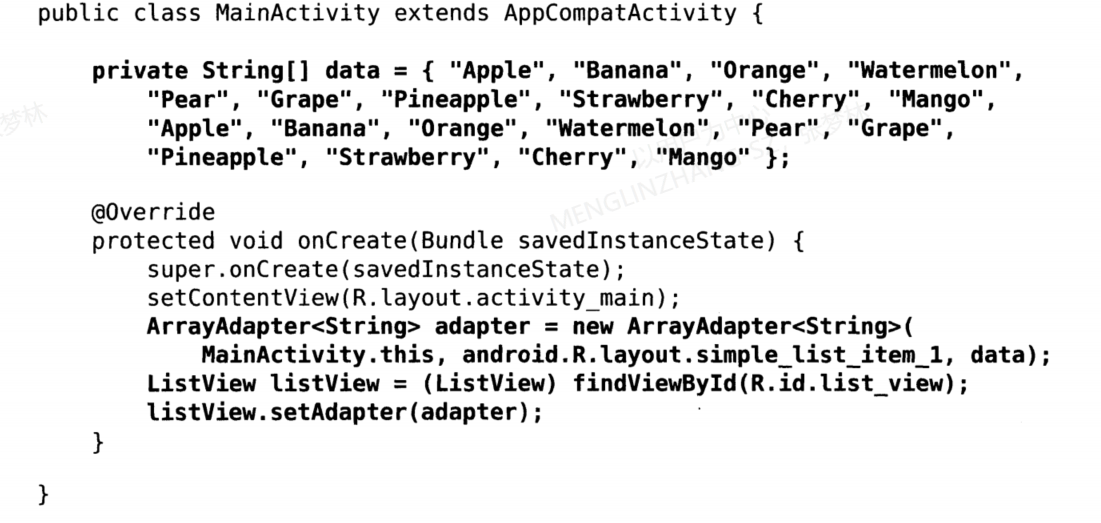 public class MainActivity extends AppCompatActivity {
private String[] data = { "Apple", "Banana", "Orange", "Watermelon",
"Pear", "Grape", "Pineapple", "Strawberry", "Cherry", "Mango",
"Apple", "Banana", "Orange", "Watermelon", "Pear", "Grape",
"Pineapple", "Strawberry", "Cherry", "Mango" };
@Override
protected void onCreate(Bundle savedInstanceState) {
super.onCreate(savedInstanceState);
setContentView(R.layout.activity_main);
ArrayAdapter<String> adapter = new ArrayAdapter<String>(
MainActivity.this, android.R.layout.simple_list_item_1, data);
ListView listView = (ListView) findViewById(R.id.list_view);
listView.setAdapter(adapter);
}
}